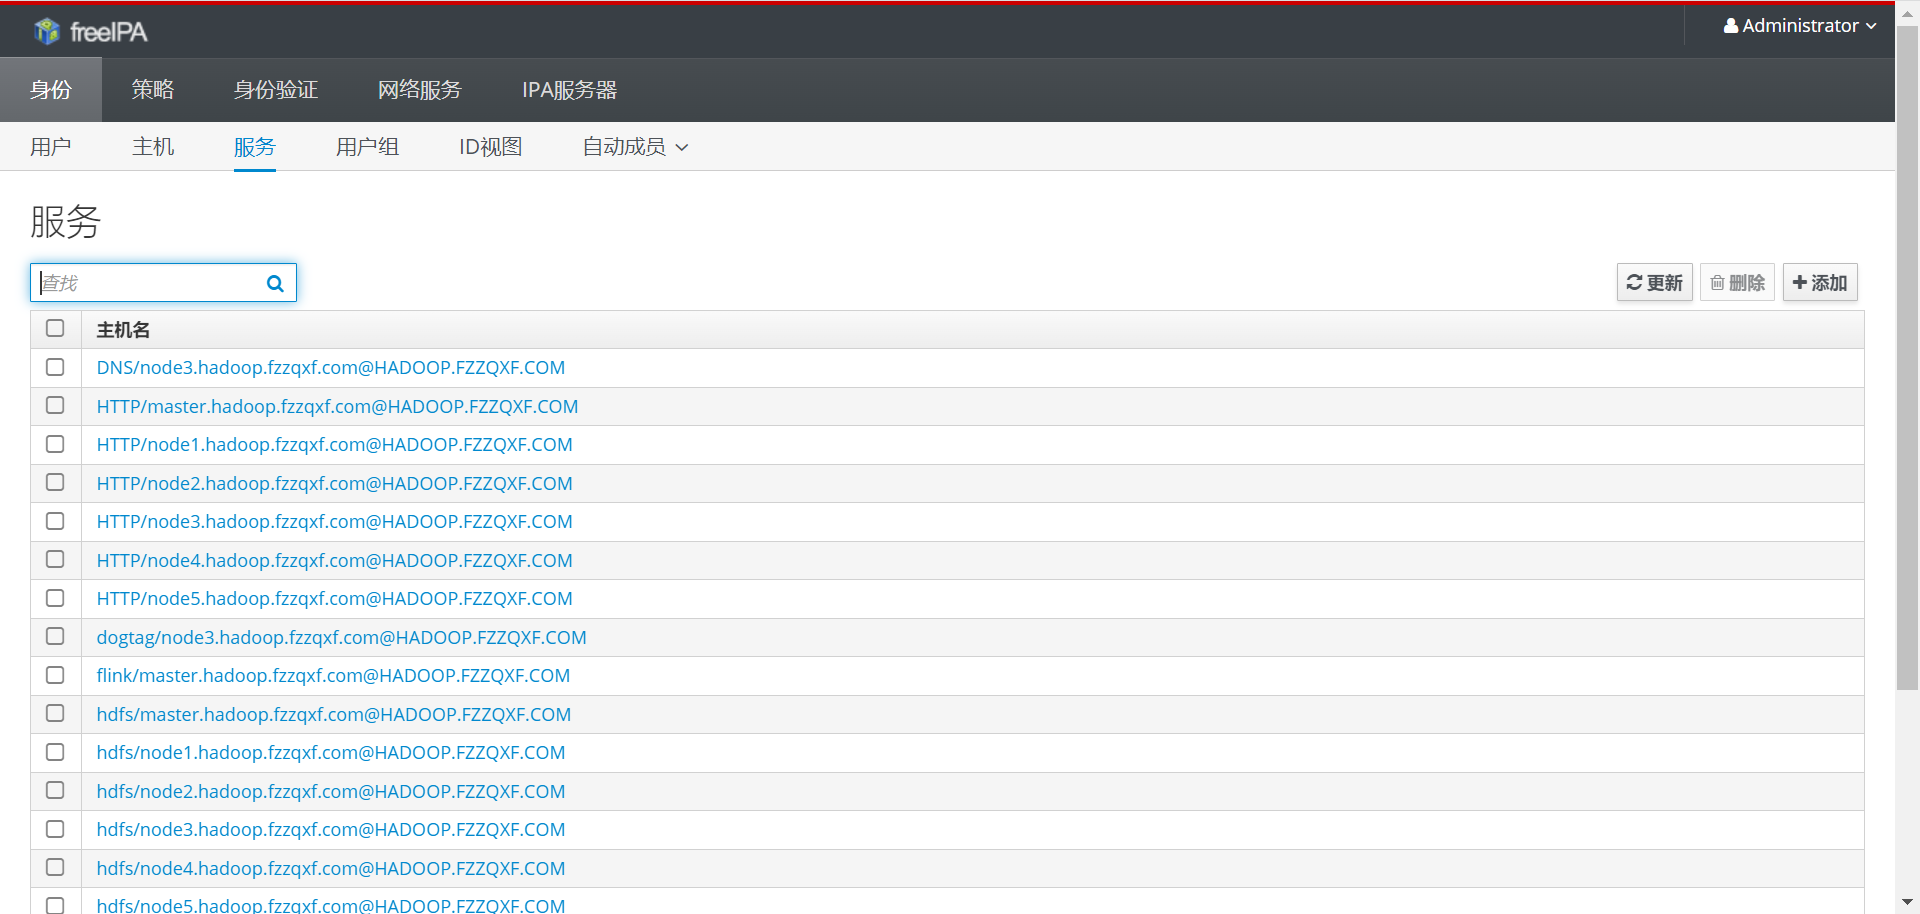 freeIPA
Administrator
身份 策略 身份验证 网络服务 IPA服务器
用户 主机 服务 用户组 ID视图 自动成员
服务
查找
更新 删除 添加
主机名
DNS/node3.hadoop.fzzqxf.com@HADOOP.FZZQXF.COM
HTTP/master.hadoop.fzzqxf.com@HADOOP.FZZQXF.COM
HTTP/node1.hadoop.fzzqxf.com@HADOOP.FZZQXF.COM
HTTP/node2.hadoop.fzzqxf.com@HADOOP.FZZQXF.COM
HTTP/node3.hadoop.fzzqxf.com@HADOOP.FZZQXF.COM
HTTP/node4.hadoop.fzzqxf.com@HADOOP.FZZQXF.COM
HTTP/node5.hadoop.fzzqxf.com@HADOOP.FZZQXF.COM
dogtag/node3.hadoop.fzzqxf.com@HADOOP.FZZQXF.COM
flink/master.hadoop.fzzqxf.com@HADOOP.FZZQXF.COM
hdfs/master.hadoop.fzzqxf.com@HADOOP.FZZQXF.COM
hdfs/node1.hadoop.fzzqxf.com@HADOOP.FZZQXF.COM
hdfs/node2.hadoop.fzzqxf.com@HADOOP.FZZQXF.COM
hdfs/node3.hadoop.fzzqxf.com@HADOOP.FZZQXF.COM
hdfs/node4.hadoop.fzzqxf.com@HADOOP.FZZQXF.COM
hdfs/node5.hadoop.fzzqxf.com@HADOOP.FZZQXF.COM